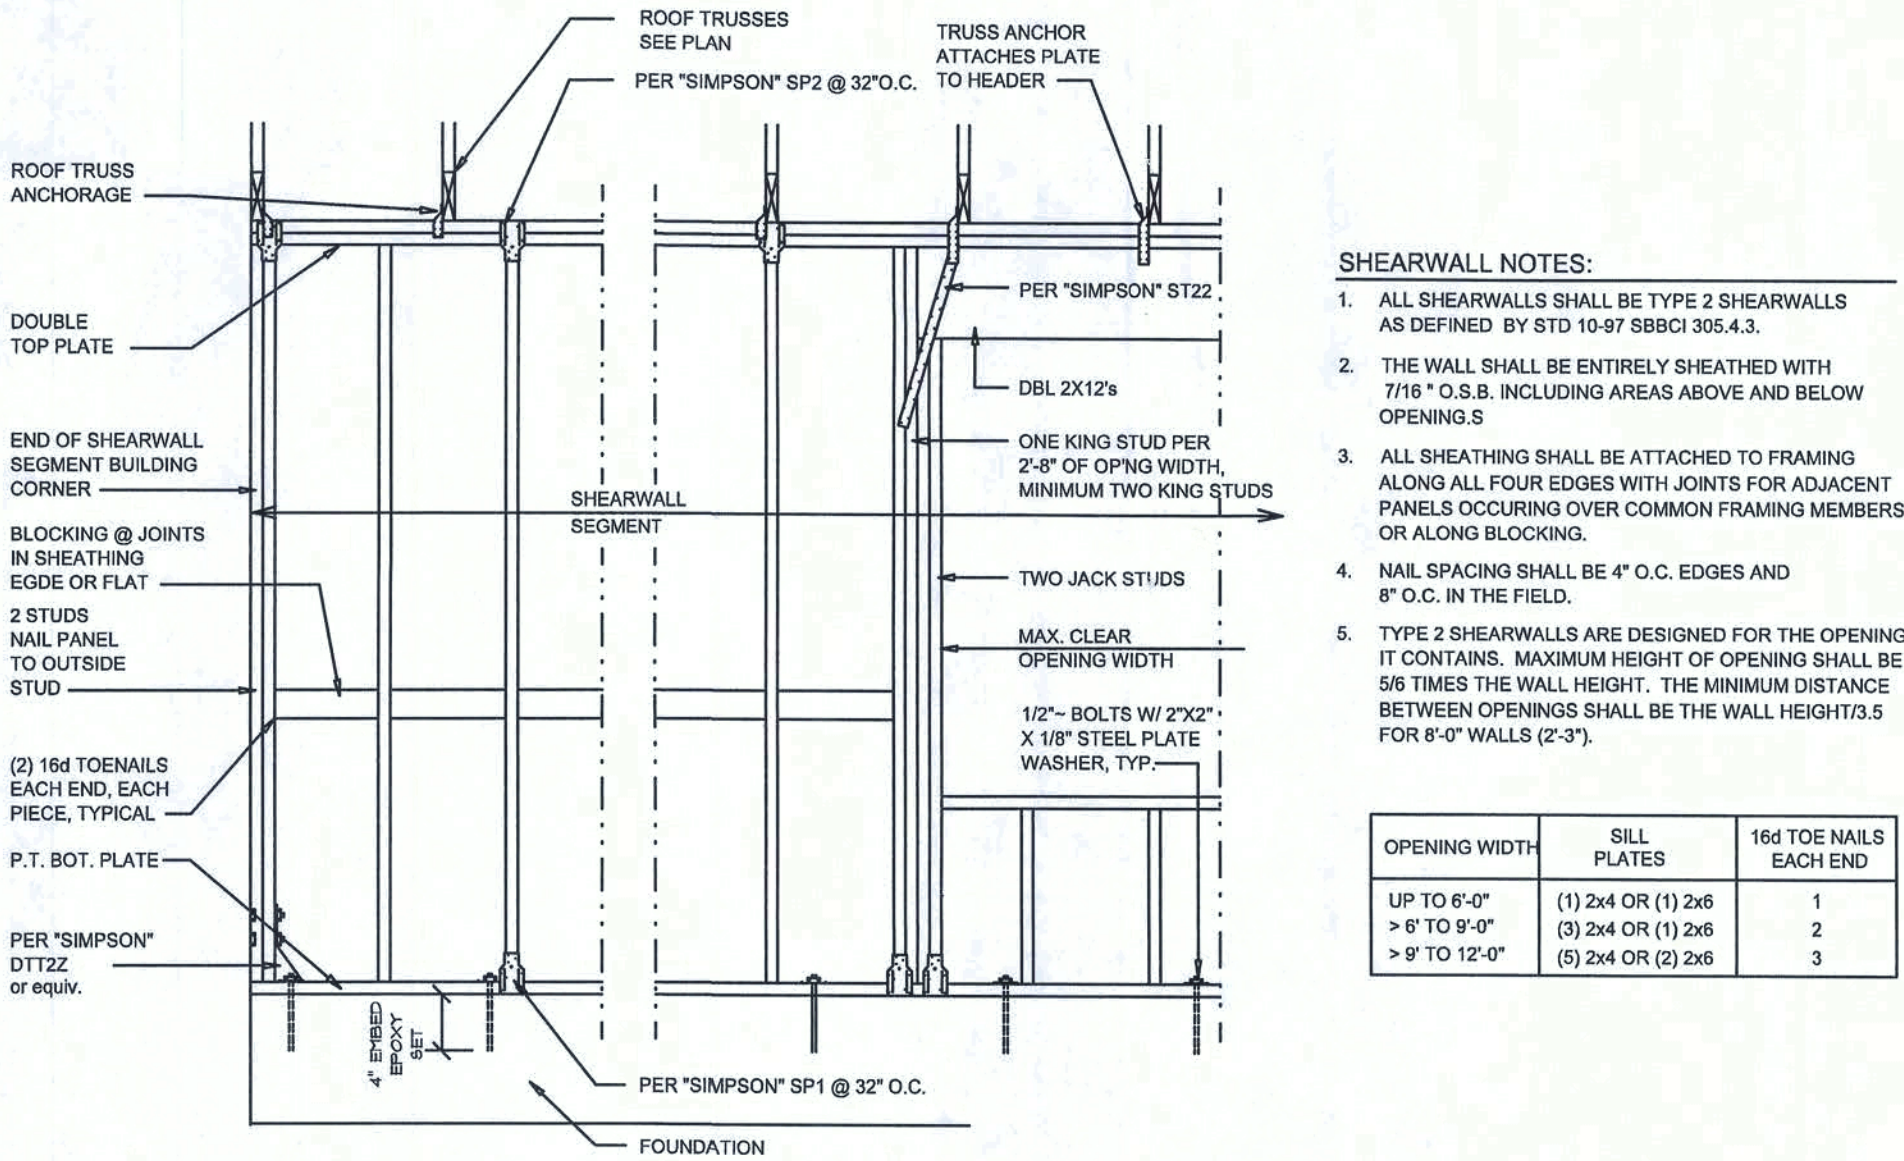 ROOF TRUSSES
SEE PLAN
PER "SIMPSON" SP2 @ 32"O.C.
TRUSS ANCHOR
ATTACHES PLATE
TO HEADER
ROOF TRUSS
ANCHORAGE
DOUBLE
TOP PLATE
END OF SHEARWALL
SEGMENT BUILDING
CORNER
BLOCKING @ JOINTS
IN SHEATHING
EGDE OR FLAT
2 STUDS
NAIL PANEL
TO OUTSIDE
STUD
(2) 16d TOENAILS
EACH END, EACH
PIECE, TYPICAL
P.T. BOT. PLATE
PER "SIMPSON"
DTT2Z
or equiv.
SHEARWALL
SEGMENT
PER "SIMPSON" ST22
DBL 2X12's
ONE KING STUD PER
2'-8" OF OP'NG WIDTH,
MINIMUM TWO KING STUDS
TWO JACK STUDS
MAX. CLEAR
OPENING WIDTH
1/2"~ BOLTS W/ 2"X2"
X 1/8" STEEL PLATE
WASHER, TYP.
4" EMBED
EPOXY
SET
PER "SIMPSON" SP1 @ 32" O.C.
FOUNDATION
SHEARWALL NOTES:
1. ALL SHEARWALLS SHALL BE TYPE 2 SHEARWALLS
AS DEFINED BY STD 10-97 SBBCI 305.4.3.
2. THE WALL SHALL BE ENTIRELY SHEATHED WITH
7/16 " O.S.B. INCLUDING AREAS ABOVE AND BELOW
OPENING.S
3. ALL SHEATHING SHALL BE ATTACHED TO FRAMING
ALONG ALL FOUR EDGES WITH JOINTS FOR ADJACENT
PANELS OCCURING OVER COMMON FRAMING MEMBERS
OR ALONG BLOCKING.
4. NAIL SPACING SHALL BE 4" O.C. EDGES AND
8" O.C. IN THE FIELD.
5. TYPE 2 SHEARWALLS ARE DESIGNED FOR THE OPENING
IT CONTAINS. MAXIMUM HEIGHT OF OPENING SHALL BE
5/6 TIMES THE WALL HEIGHT. THE MINIMUM DISTANCE
BETWEEN OPENINGS SHALL BE THE WALL HEIGHT/3.5
FOR 8'-0" WALLS (2'-3").
OPENING WIDTH SILL PLATES 16d TOE NAILS EACH END
UP TO 6'-0" (1) 2x4 OR (1) 2x6 1
> 6' TO 9'-0" (3) 2x4 OR (1) 2x6 2
> 9' TO 12'-0" (5) 2x4 OR (2) 2x6 3